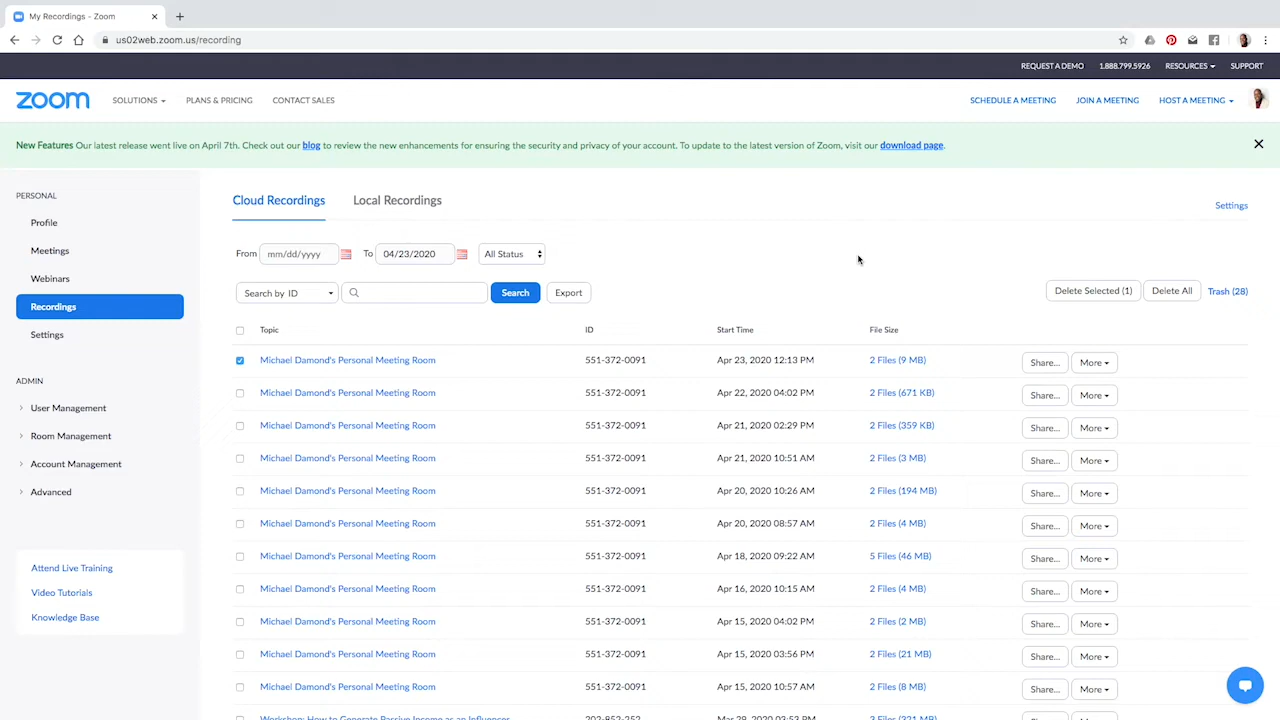 My Recordings - Zoom
us02web.zoom.us/recording
REQUEST A DEMO 1.888.799.5926 RESOURCES SUPPORT
zoom SOLUTIONS PLANS & PRICING CONTACT SALES SCHEDULE A MEETING JOIN A MEETING HOST A MEETING
New Features Our latest release went live on April 7th. Check out our blog to review the new enhancements for ensuring the security and privacy of your account. To update to the latest version of Zoom, visit our download page.
PERSONAL
Profile
Meetings
Webinars
Recordings
Settings
ADMIN
User Management
Room Management
Account Management
Advanced
Attend Live Training
Video Tutorials
Knowledge Base
Cloud Recordings Local Recordings Settings
From mm/dd/yyyy To 04/23/2020 All Status
Search by ID Search Export Delete Selected (1) Delete All Trash (28)
Topic ID Start Time File Size
Michael Damond's Personal Meeting Room 551-372-0091 Apr 23, 2020 12:13 PM 2 Files (9 MB) Share... More
Michael Damond's Personal Meeting Room 551-372-0091 Apr 22, 2020 04:02 PM 2 Files (671 KB) Share... More
Michael Damond's Personal Meeting Room 551-372-0091 Apr 21, 2020 02:29 PM 2 Files (359 KB) Share... More
Michael Damond's Personal Meeting Room 551-372-0091 Apr 21, 2020 10:51 AM 2 Files (3 MB) Share... More
Michael Damond's Personal Meeting Room 551-372-0091 Apr 20, 2020 10:26 AM 2 Files (194 MB) Share... More
Michael Damond's Personal Meeting Room 551-372-0091 Apr 20, 2020 08:57 AM 2 Files (4 MB) Share... More
Michael Damond's Personal Meeting Room 551-372-0091 Apr 18, 2020 09:22 AM 5 Files (46 MB) Share... More
Michael Damond's Personal Meeting Room 551-372-0091 Apr 16, 2020 10:15 AM 2 Files (4 MB) Share... More
Michael Damond's Personal Meeting Room 551-372-0091 Apr 15, 2020 04:02 PM 2 Files (2 MB) Share... More
Michael Damond's Personal Meeting Room 551-372-0091 Apr 15, 2020 03:56 PM 2 Files (21 MB) Share... More
Michael Damond's Personal Meeting Room 551-372-0091 Apr 15, 2020 10:57 AM 2 Files (8 MB) Share... More
Workshop: How to Generate Passive Income as an Influencer